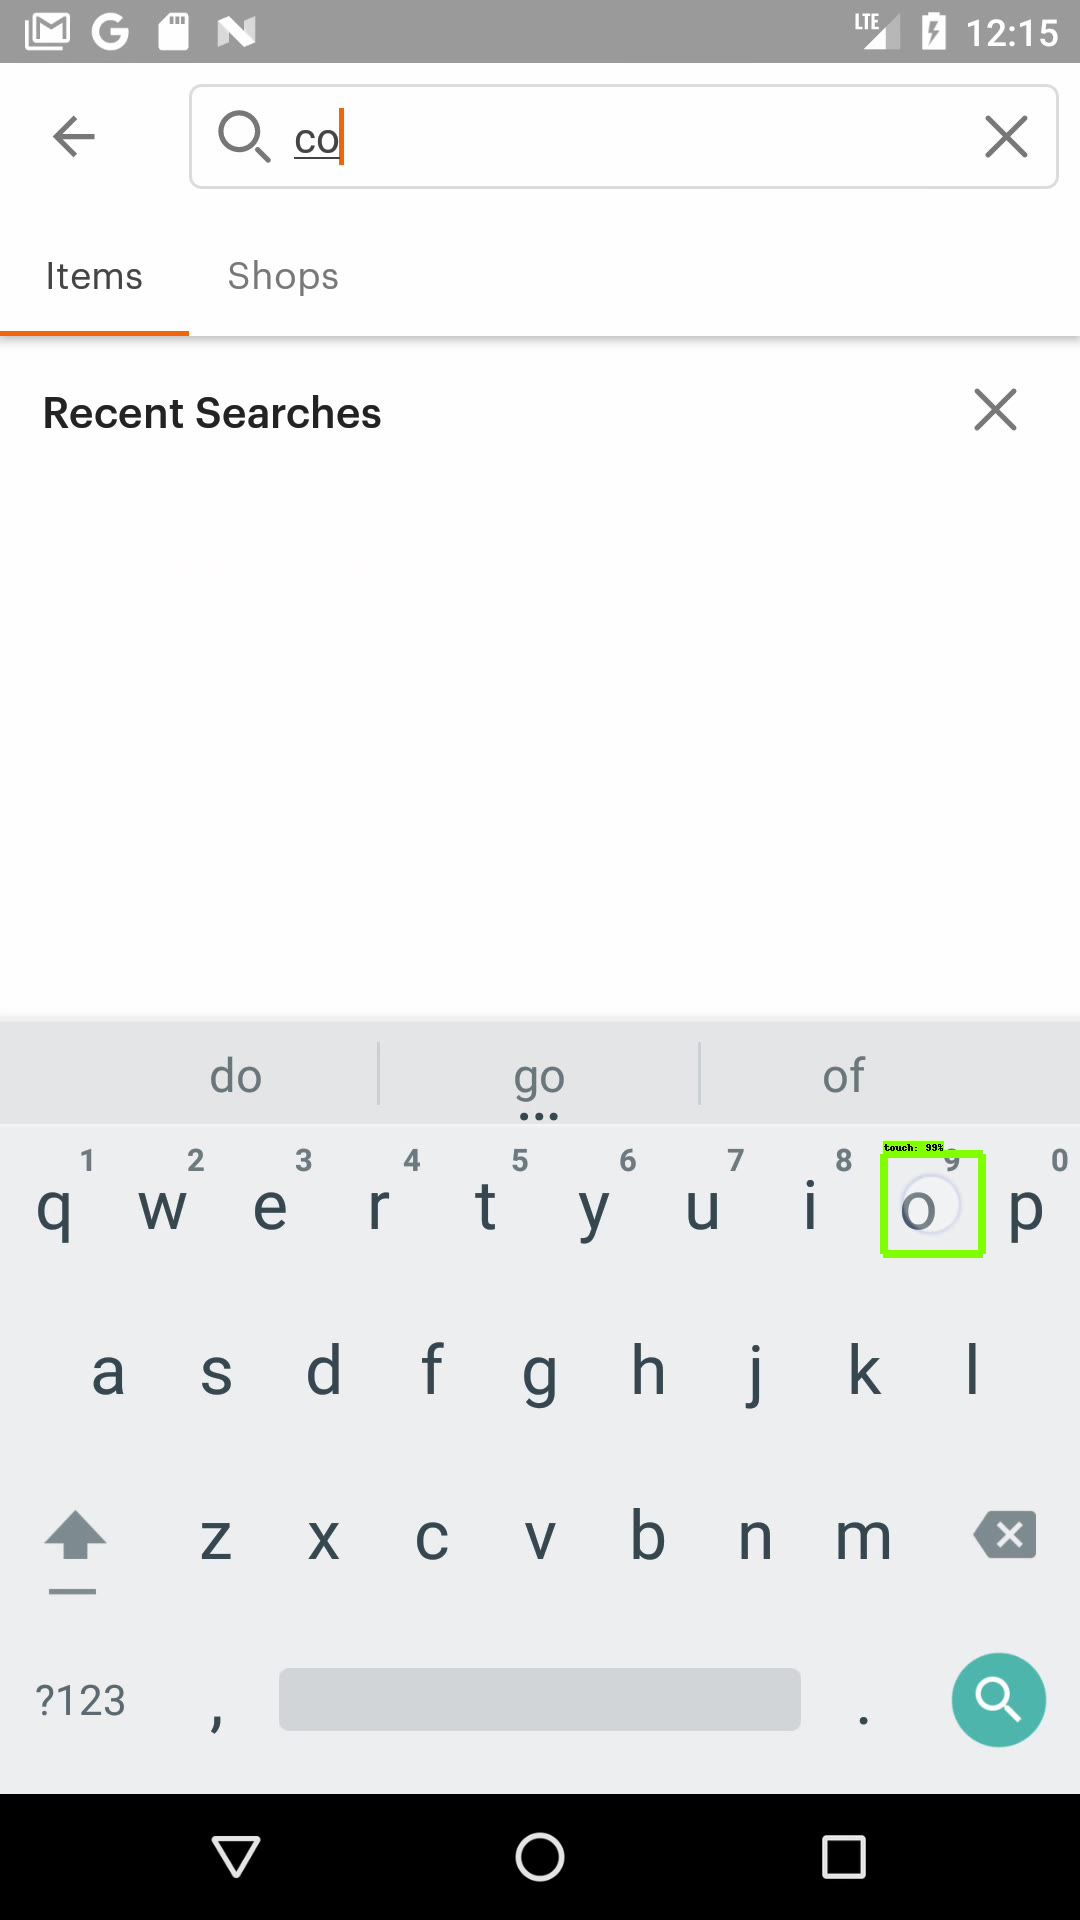 LTE 12:15
co
Items Shops
Recent Searches
do go of
1 2 3 4 5 6 7 8 9 0
touch: 99%
q w e r t y u i o p
a s d f g h j k l
z x c v b n m
?123 , .